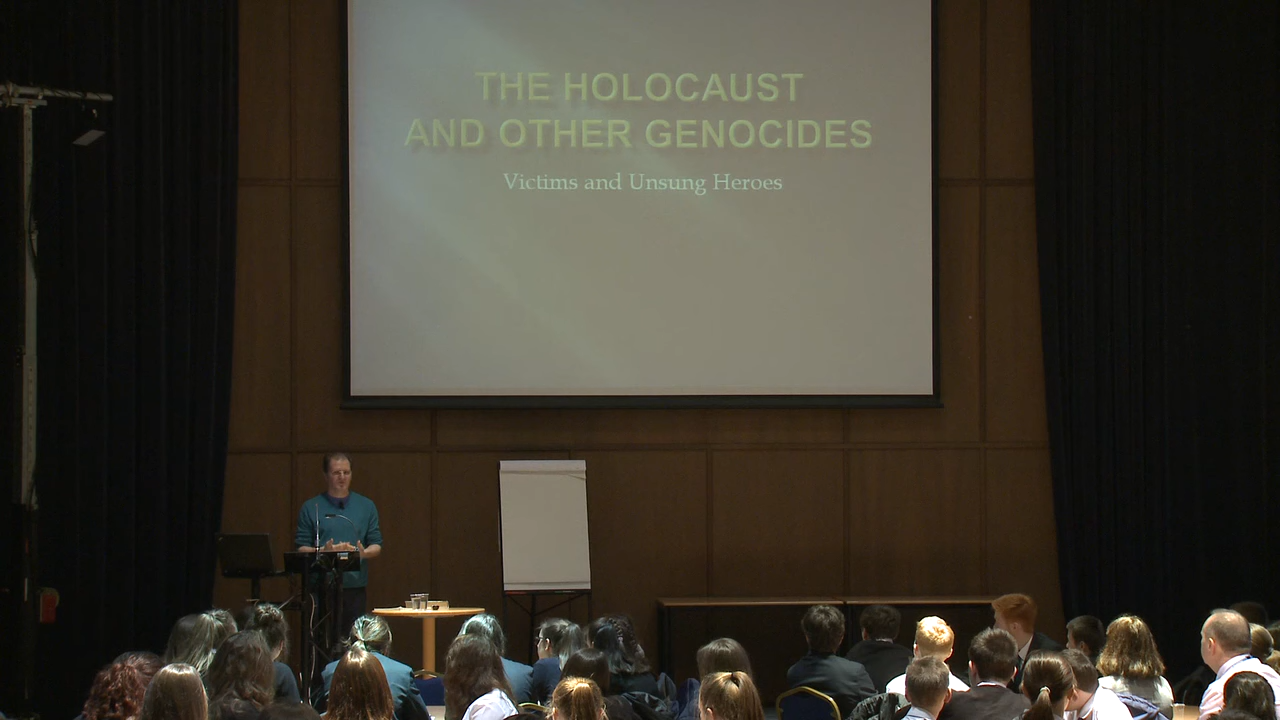 THE HOLOCAUST
AND OTHER GENOCIDES
Victims and Unsung Heroes